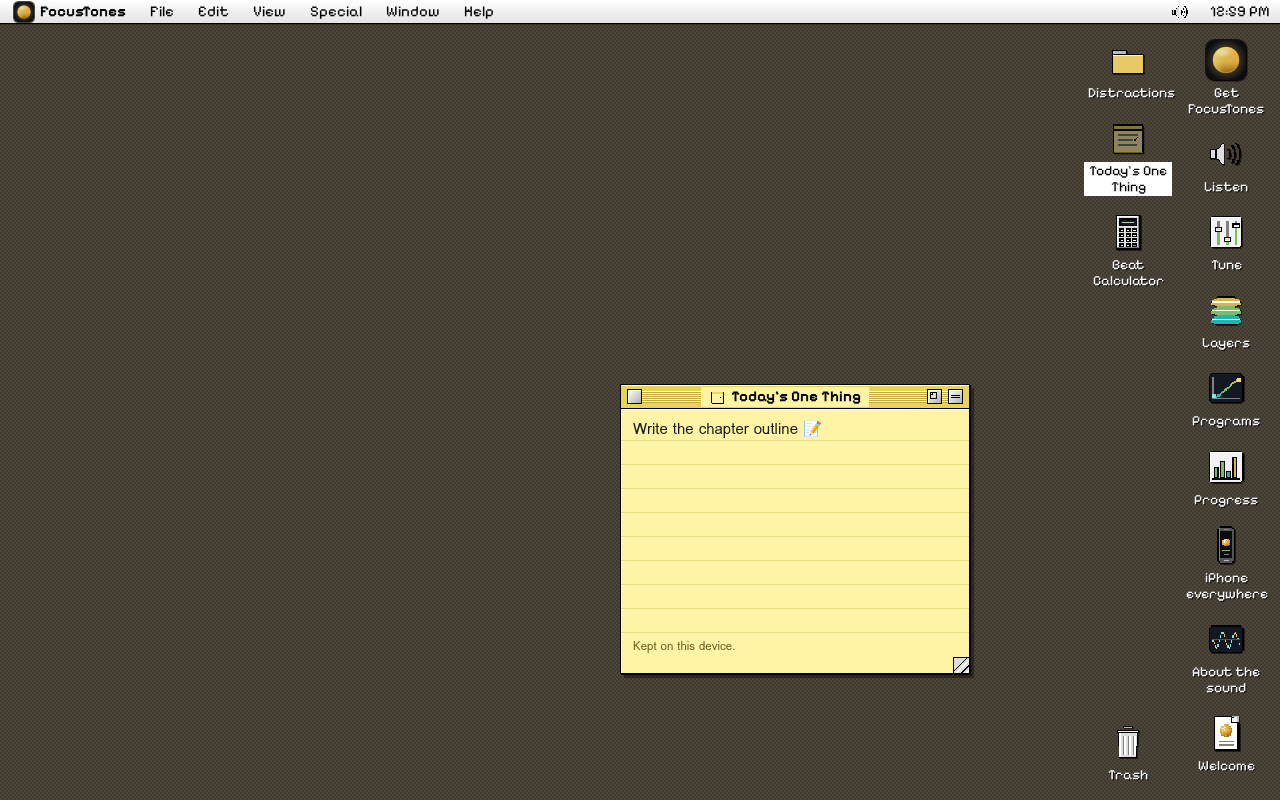 FocusTones File Edit View Special Window Help 12:59 PM
Distractions
Get
FocusTones
Today's One
Thing
Listen
Beat
Calculator
Tune
Layers
Programs
Today's One Thing
Write the chapter outline 📝
Kept on this device.
Progress
iPhone
everywhere
About the
sound
Welcome
Trash